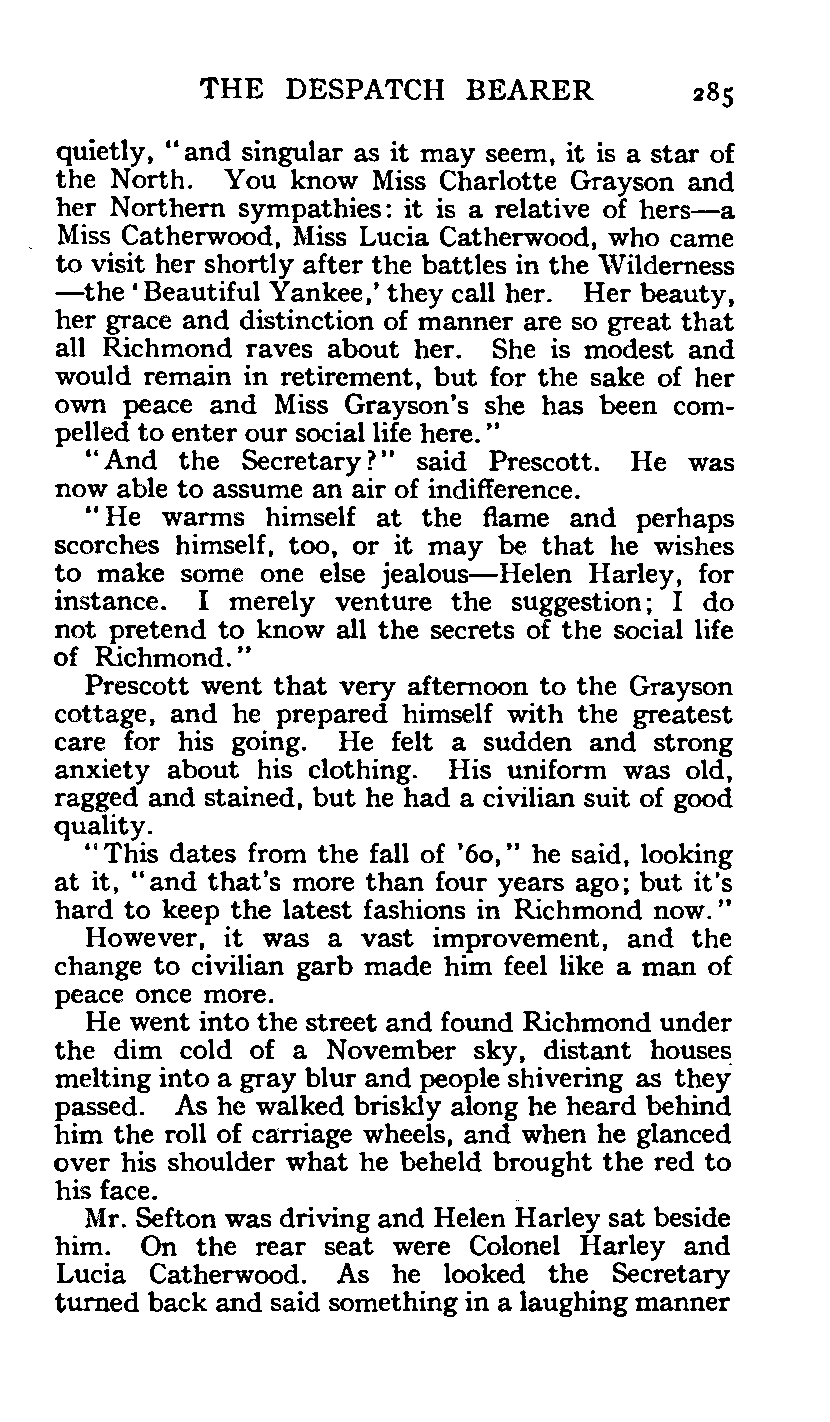 THE DESPATCH BEARER 285
quietly, "and singular as it may seem, it is a star of
the North. You know Miss Charlotte Grayson and
her Northern sympathies: it is a relative of hers—a
Miss Catherwood, Miss Lucia Catherwood, who came
to visit her shortly after the battles in the Wilderness
—the 'Beautiful Yankee,' they call her. Her beauty,
her grace and distinction of manner are so great that
all Richmond raves about her. She is modest and
would remain in retirement, but for the sake of her
own peace and Miss Grayson's she has been com-
pelled to enter our social life here."
"And the Secretary?" said Prescott. He was
now able to assume an air of indifference.
"He warms himself at the flame and perhaps
scorches himself, too, or it may be that he wishes
to make some one else jealous—Helen Harley, for
instance. I merely venture the suggestion; I do
not pretend to know all the secrets of the social life
of Richmond."
Prescott went that very afternoon to the Grayson
cottage, and he prepared himself with the greatest
care for his going. He felt a sudden and strong
anxiety about his clothing. His uniform was old,
ragged and stained, but he had a civilian suit of good
quality.
"This dates from the fall of '60," he said, looking
at it, "and that's more than four years ago; but it's
hard to keep the latest fashions in Richmond now."
However, it was a vast improvement, and the
change to civilian garb made him feel like a man of
peace once more.
He went into the street and found Richmond under
the dim cold of a November sky, distant houses
melting into a gray blur and people shivering as they
passed. As he walked briskly along he heard behind
him the roll of carriage wheels, and when he glanced
over his shoulder what he beheld brought the red to
his face.
Mr. Sefton was driving and Helen Harley sat beside
him. On the rear seat were Colonel Harley and
Lucia Catherwood. As he looked the Secretary
turned back and said something in a laughing manner